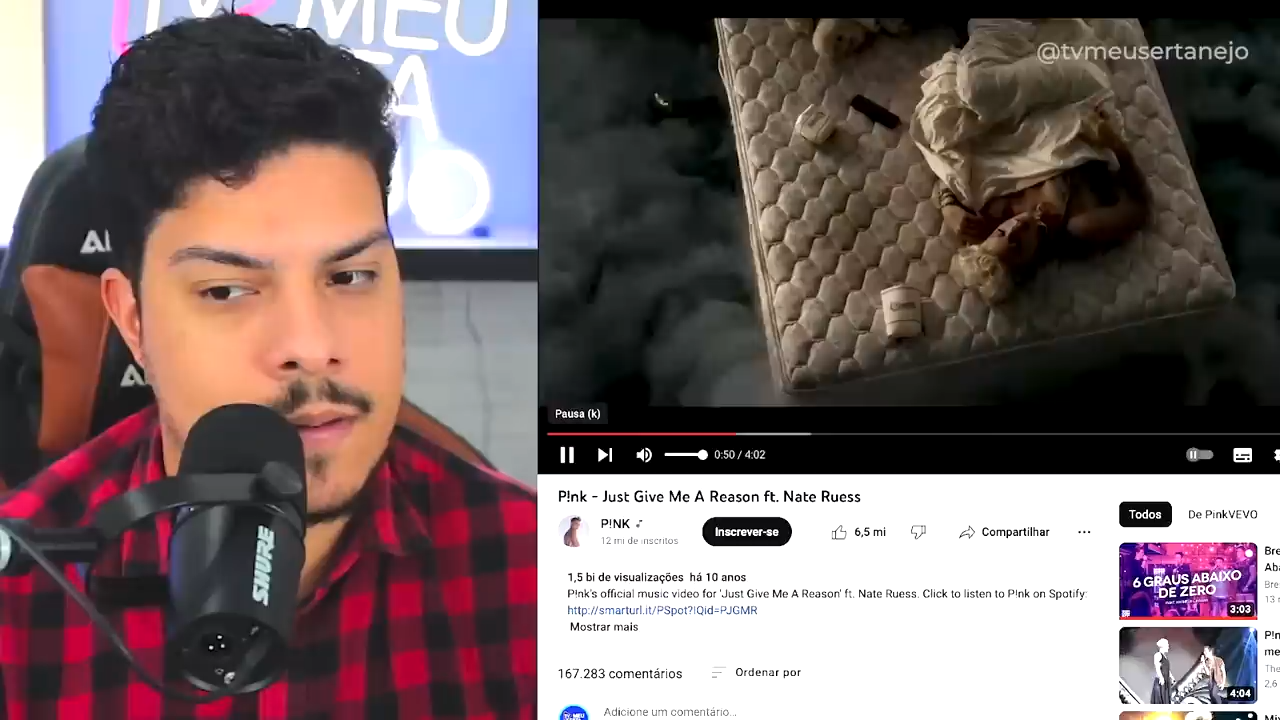 TV MEU
@tvmeusertanejo
SHURE
Pausa (k)
0:50 / 4:02
P!nk - Just Give Me A Reason ft. Nate Ruess
P!NK
12 mi de inscritos
Inscrever-se
6,5 mi
Compartilhar
1,5 bi de visualizações há 10 anos
P!nk's official music video for 'Just Give Me A Reason' ft. Nate Ruess. Click to listen to P!nk on Spotify:
http://smarturl.it/PSpot?IQid=PJGMR
Mostrar mais
167.283 comentários
Ordenar por
Adicione um comentário...
Todos
De PinkVEVO
6 GRAUS ABAIXO
DE ZERO
3:03
4:04